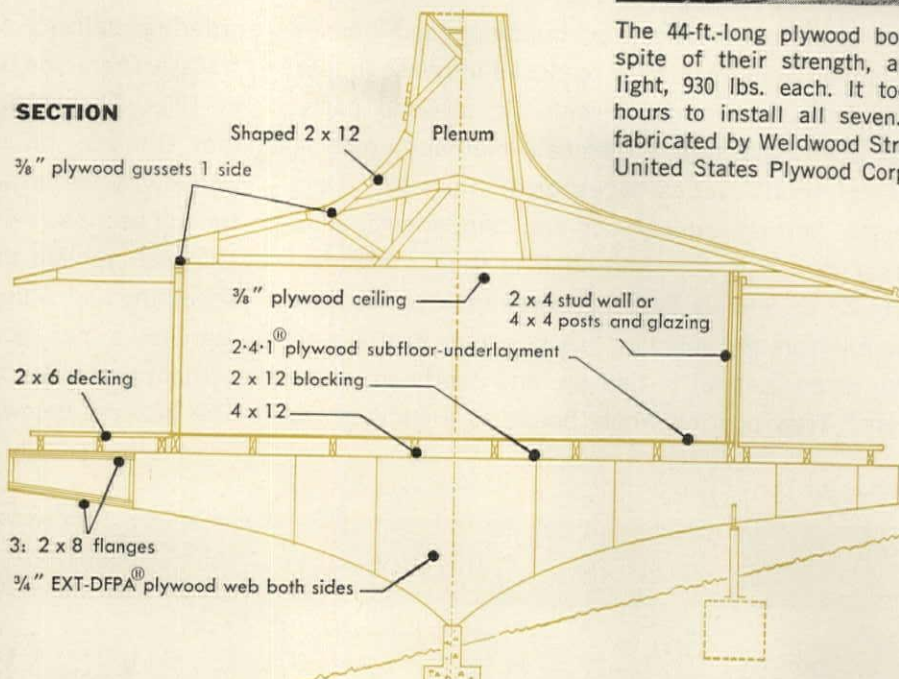 The 44-ft.-long plywood bo
spite of their strength, a
light, 930 lbs. each. It to
hours to install all seven.
fabricated by Weldwood Str
United States Plywood Corp
SECTION
Shaped 2 x 12
Plenum
3/8" plywood gussets 1 side
3/8" plywood ceiling
2 x 4 stud wall or
4 x 4 posts and glazing
2·4·1® plywood subfloor-underlayment
2 x 6 decking
2 x 12 blocking
4 x 12
3: 2 x 8 flanges
3/4" EXT-DFPA® plywood web both sides